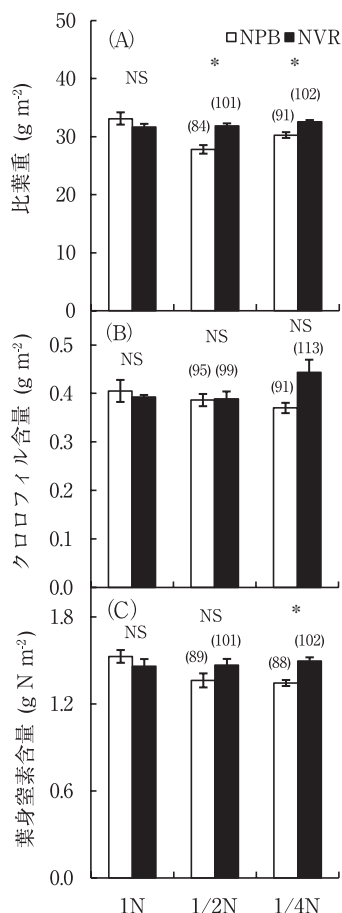 (A)
NPB NVR
NS * *
(84) (101) (91) (102)
50
40
30
20
10
0
比葉重 (g m-2)
(B)
NS NS NS
(95) (99) (91) (113)
0.5
0.4
0.3
0.2
0.1
0.0
クロロフィル含量 (g m-2)
(C)
NS NS *
(89) (101) (88) (102)
1.8
1.2
0.6
0.0
葉身窒素含量 (g N m-2)
1N 1/2N 1/4N